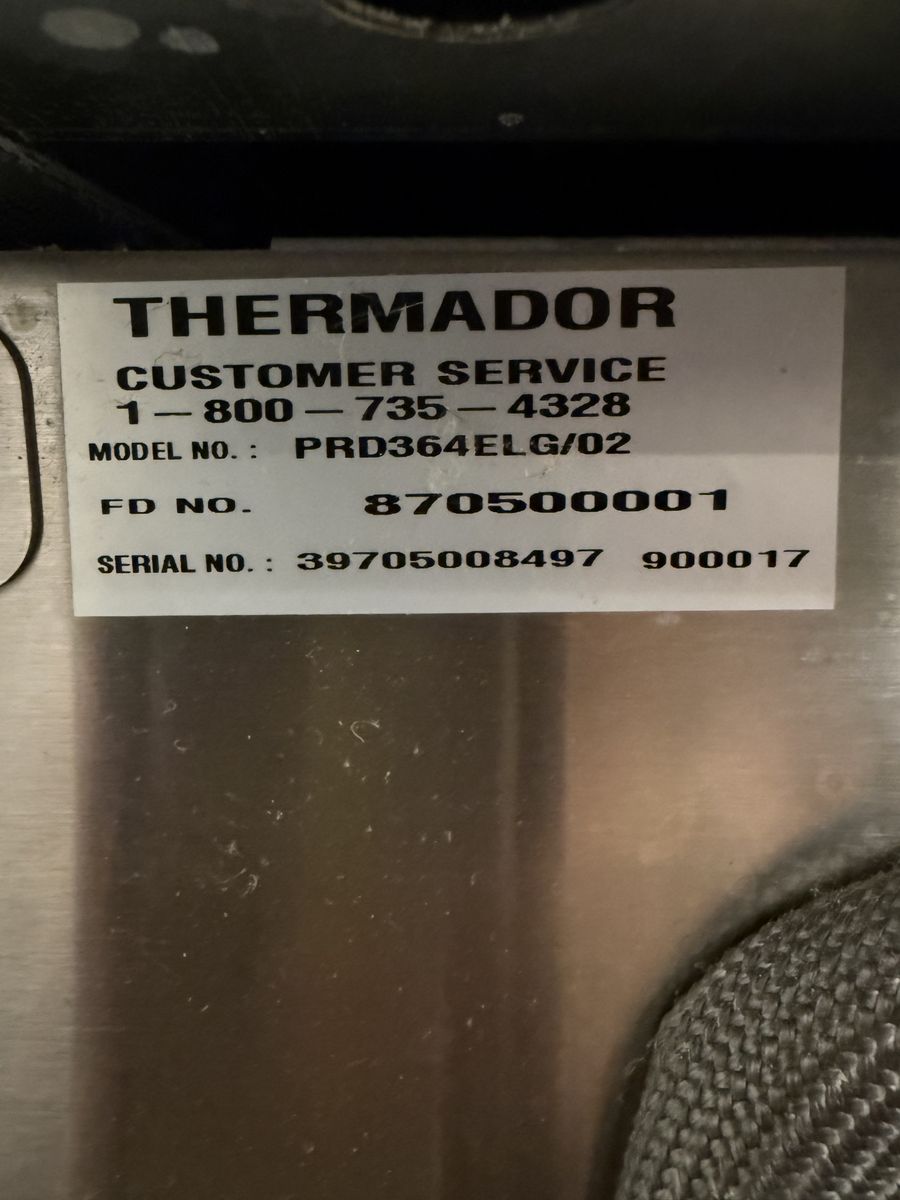 THERMADOR
CUSTOMER SERVICE
1-800-735-4328
MODEL NO.: PRD364ELG/02
FD NO. 870500001
SERIAL NO.: 39705008497 900017